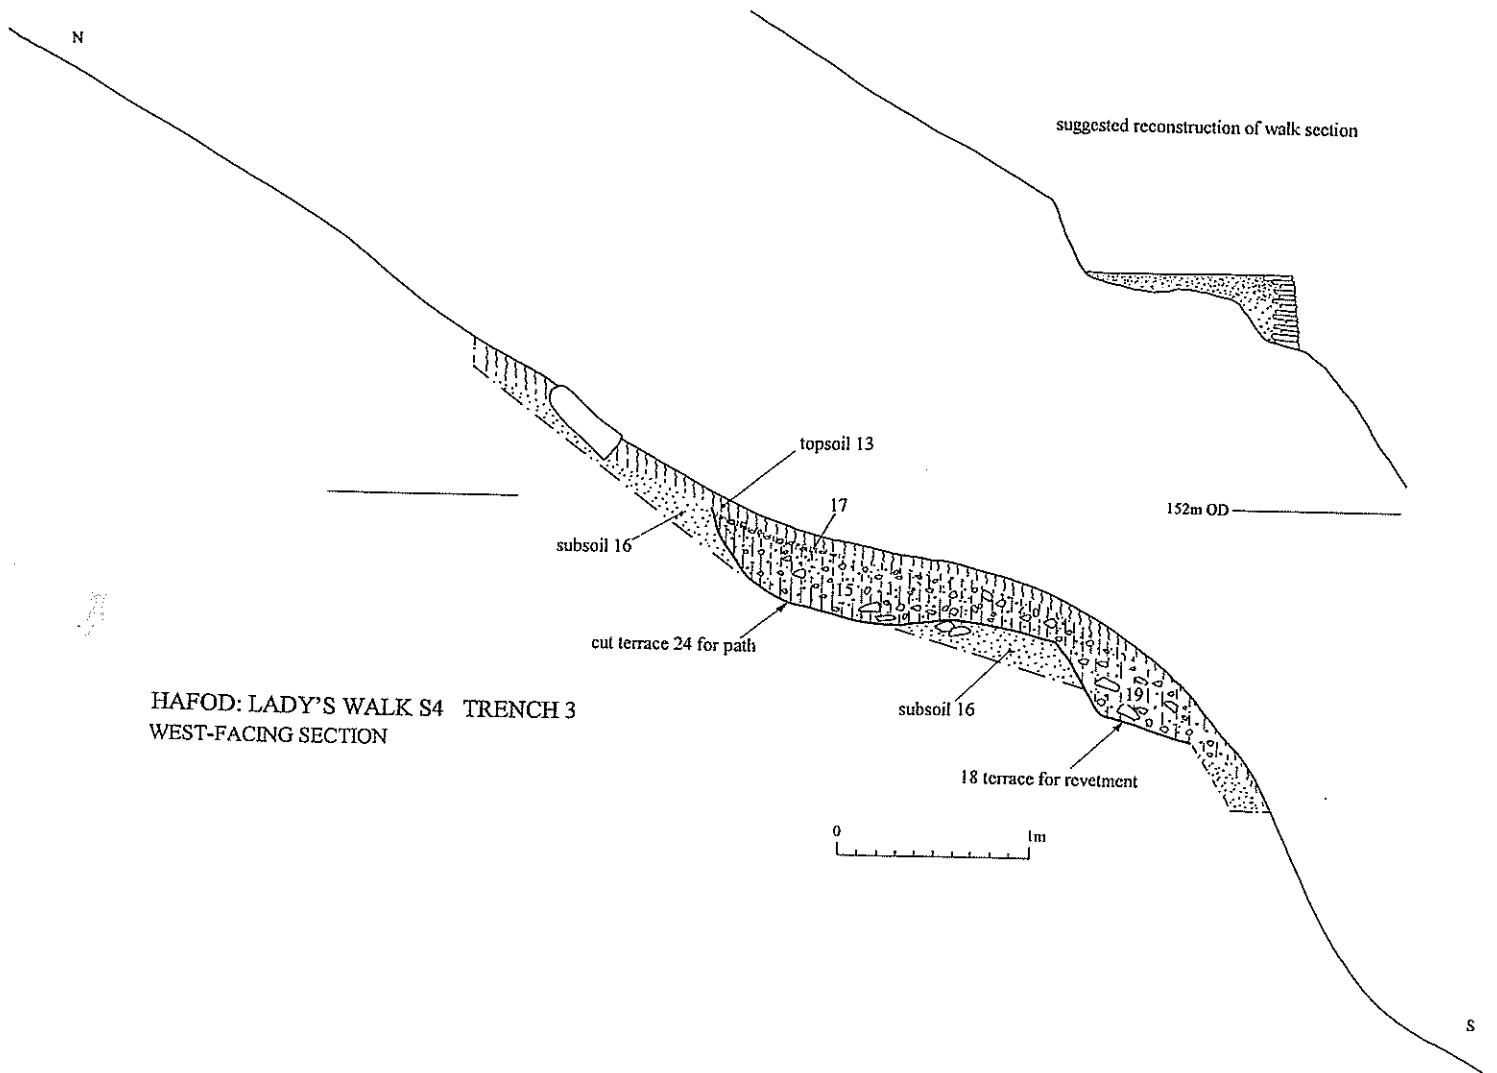 N
suggested reconstruction of walk section
topsoil 13
17
152m OD
subsoil 16
15
cut terrace 24 for path
19
subsoil 16
HAFOD: LADY'S WALK S4 TRENCH 3
WEST-FACING SECTION
18 terrace for revetment
0 1m
S